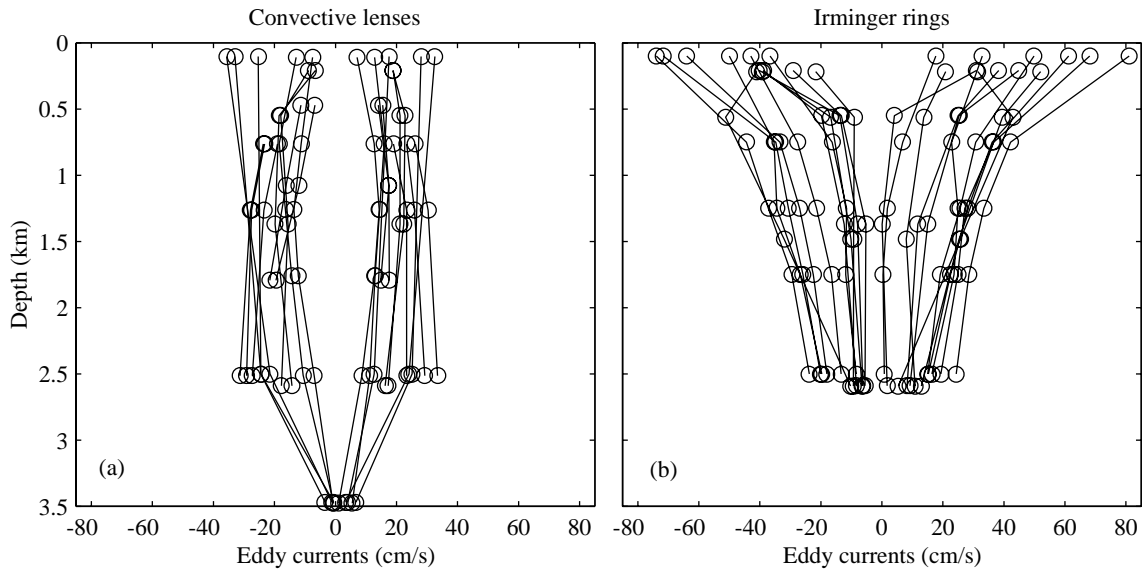 Convective lenses
Irminger rings
0
0.5
1
1.5
2
2.5
3
3.5
Depth (km)
(a)
(b)
-80 -60 -40 -20 0 20 40 60 80
-80 -60 -40 -20 0 20 40 60 80
Eddy currents (cm/s)
Eddy currents (cm/s)